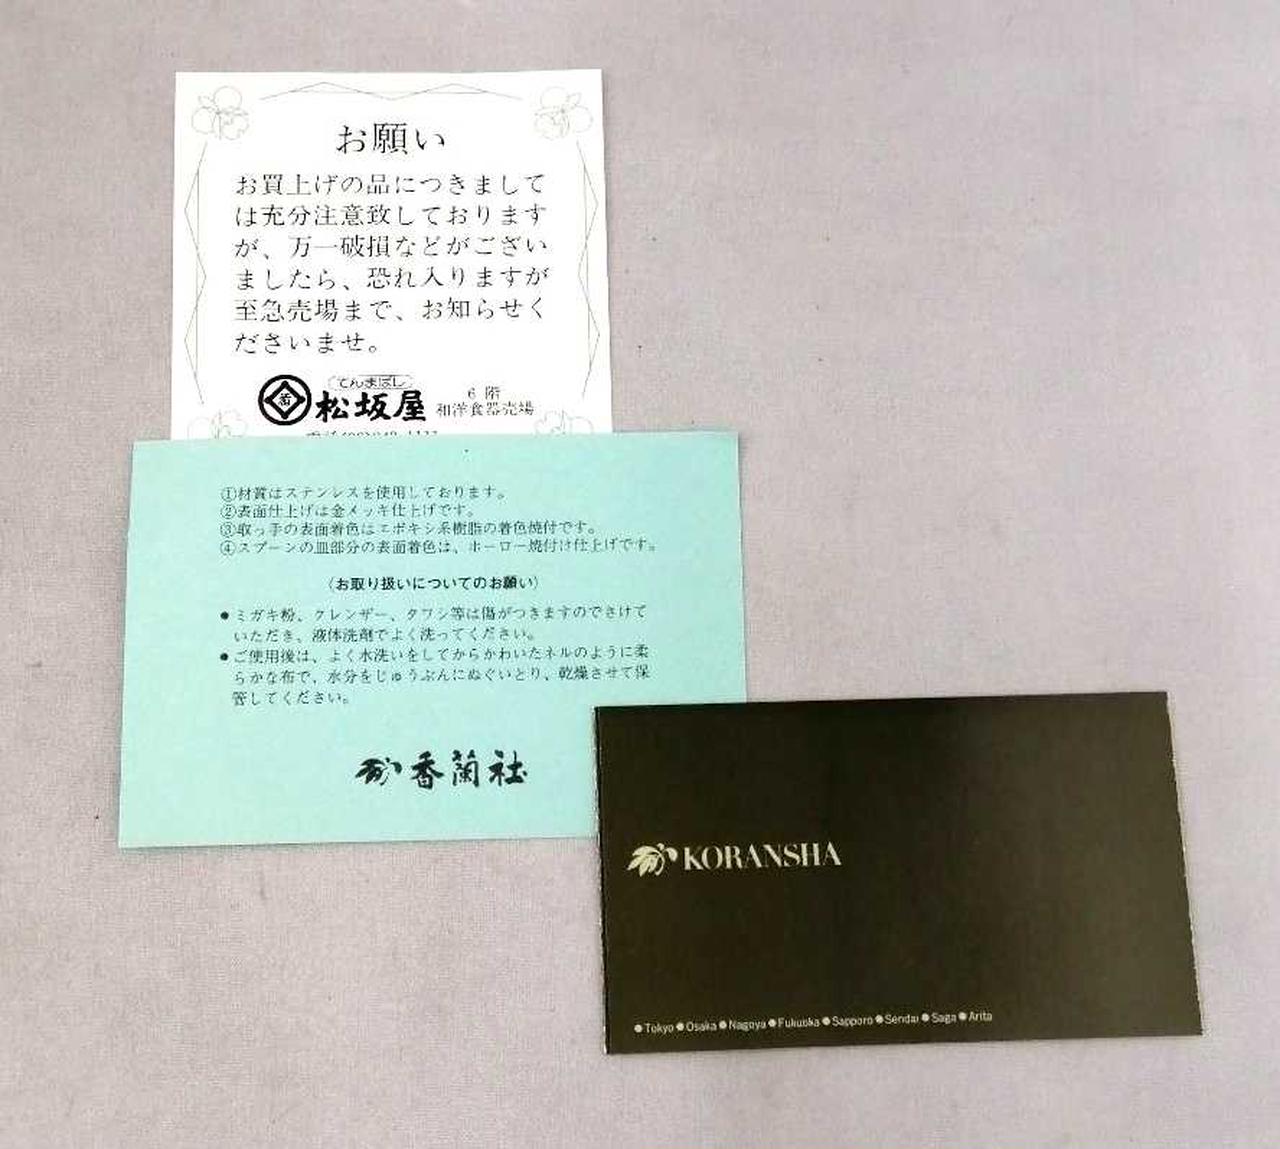 お願い
お買上げの品につきまして
は充分注意致しております
が、万一破損などがござい
ましたら、恐れ入りますが
至急売場まで、お知らせく
ださいませ。
てんまばし
松坂屋
6階
和洋食器売場
①材質はステンレスを使用しております。
②表面仕上げは金メッキ仕上げです。
③取っ手の表面着色はエポキシ系樹脂の着色焼付です。
④スプーンの皿部分の表面着色は、ホーロー焼付け仕上げです。
〈お取り扱いについてのお願い〉
●ミガキ粉、クレンザー、タワシ等は傷がつきますのでさけて
いただき、液体洗剤でよく洗ってください。
●ご使用後は、よく水洗いをしてからかわいたネルのように柔
らかな布で、水分をじゅうぶんにぬぐいとり、乾燥させて保
管してください。
香蘭社
KORANSHA
●Tokyo●Osaka●Nagoya●Fukuoka●Sapporo●Sendai●Saga●Arita